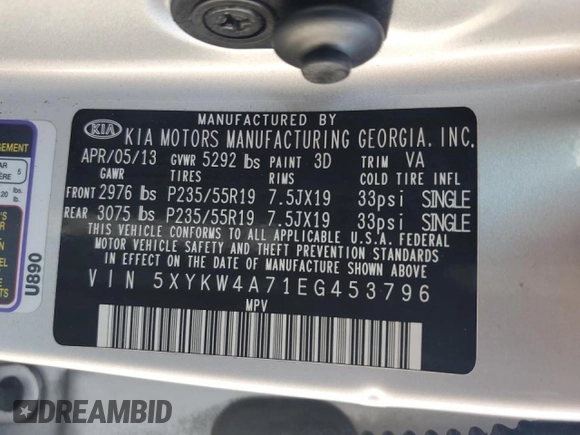 MANUFACTURED BY
KIA KIA MOTORS MANUFACTURING GEORGIA, INC.
APR/05/13 GVWR 5292 lbs PAINT 3D TRIM VA
GAWR TIRES RIMS COLD TIRE INFL
FRONT 2976 lbs P235/55R19 7.5JX19 33psi SINGLE
REAR 3075 lbs P235/55R19 7.5JX19 33psi SINGLE
THIS VEHICLE CONFORMS TO ALL APPLICABLE U.S.A. FEDERAL
MOTOR VEHICLE SAFETY AND THEFT PREVENTION STANDARDS
IN EFFECT ON THE DATE OF MANUFACTURE SHOWN ABOVE.
VIN 5XYKW4A71EG453796
MPV
U890
5
lbs.
DREAMBID